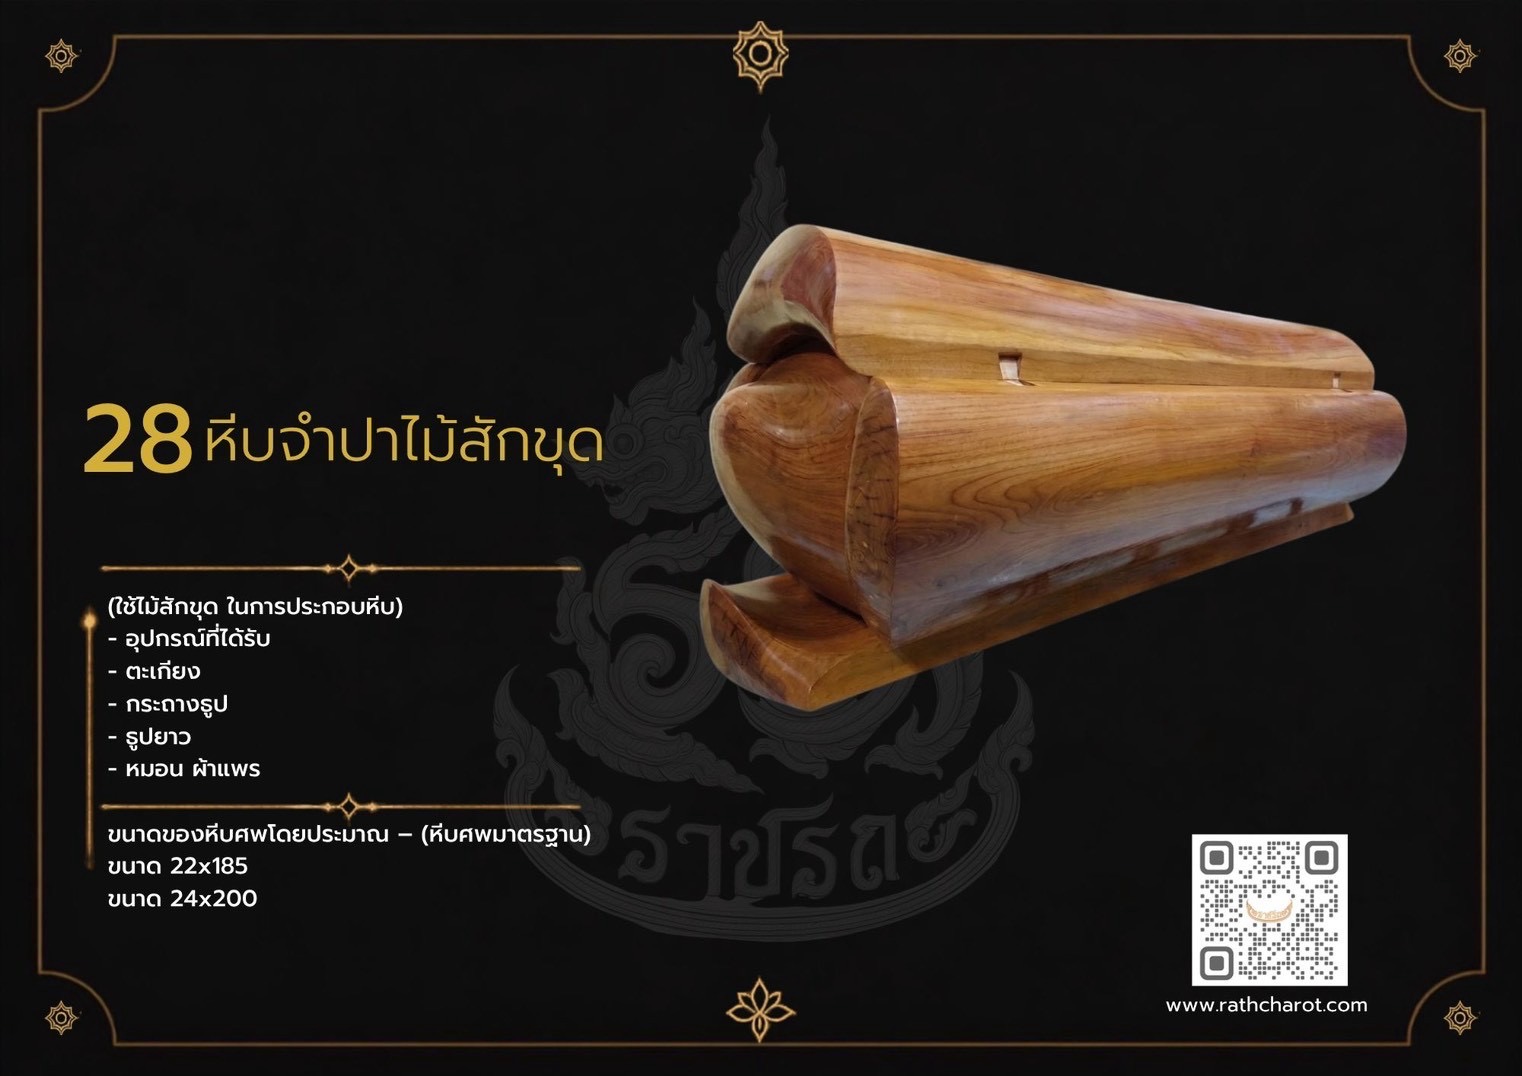 28 หีบจำปาไม้สักขุด
(ใช้ไม้สักขุด ในการประกอบหีบ)
- อุปกรณ์ที่ได้รับ
- ตะเกียง
- กระถางธูป
- ธูปยาว
- หมอน ผ้าแพร
ขนาดของหีบศพโดยประมาณ – (หีบศพมาตรฐาน)
ขนาด 22x185
ขนาด 24x200
ราชรถ
www.rathcharot.com